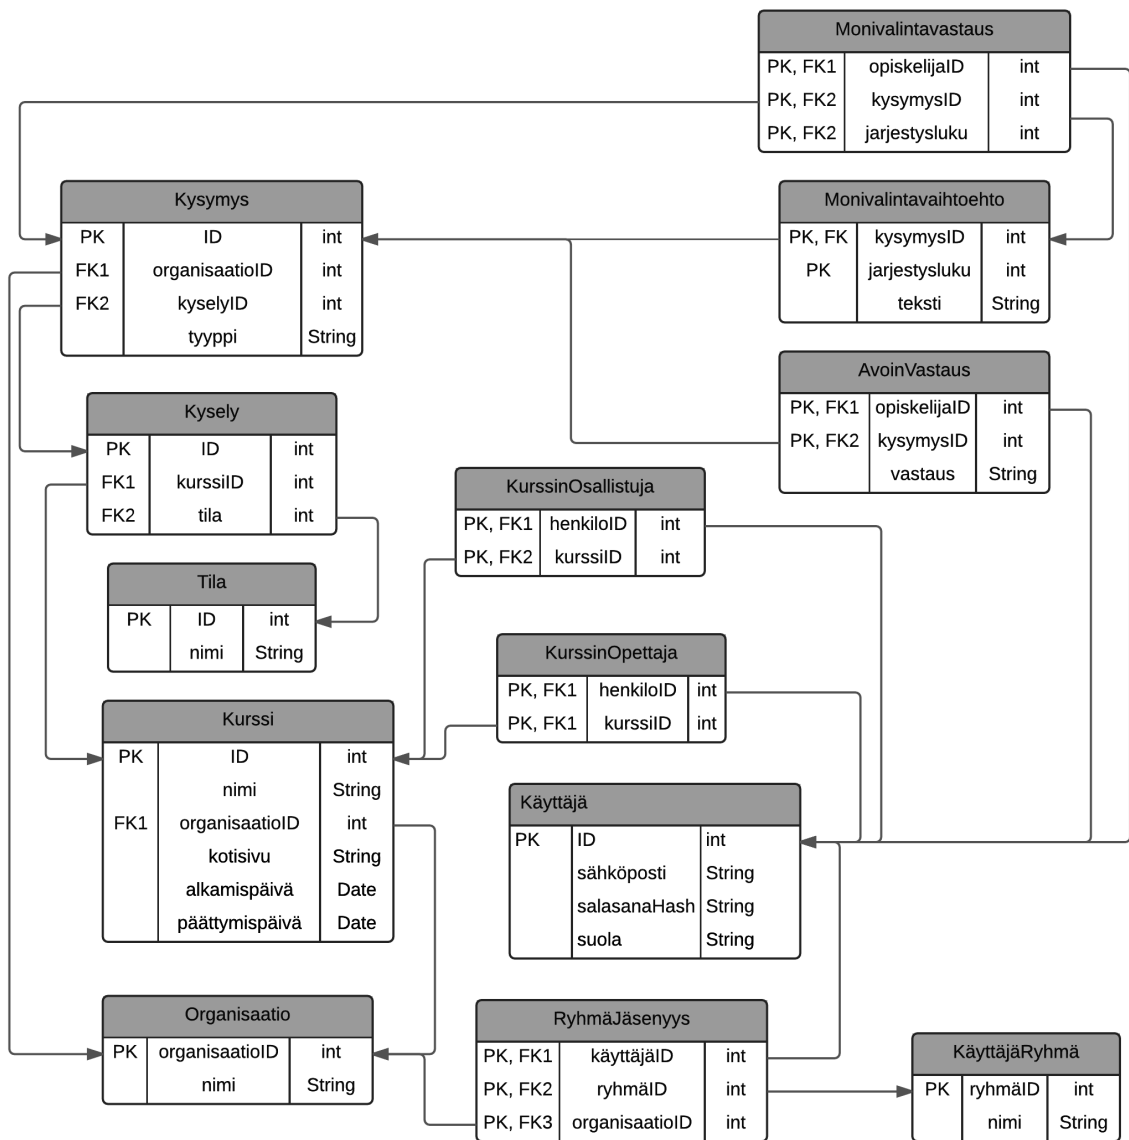 Monivalintavastaus
PK, FK1 opiskelijaID int
PK, FK2 kysymysID int
PK, FK2 jarjestysluku int
Kysymys
PK ID int
FK1 organisaatioID int
FK2 kyselyID int
tyyppi String
Monivalintavaihtoehto
PK, FK kysymysID int
PK jarjestysluku int
teksti String
AvoinVastaus
PK, FK1 opiskelijaID int
PK, FK2 kysymysID int
vastaus String
Kysely
PK ID int
FK1 kurssiID int
FK2 tila int
KurssinOsallistuja
PK, FK1 henkiloID int
PK, FK2 kurssiID int
Tila
PK ID int
nimi String
KurssinOpettaja
PK, FK1 henkiloID int
PK, FK1 kurssiID int
Kurssi
PK ID int
nimi String
FK1 organisaatioID int
kotisivu String
alkamispäivä Date
päättymispäivä Date
Käyttäjä
PK ID int
sähköposti String
salasanaHash String
suola String
Organisaatio
PK organisaatioID int
nimi String
RyhmäJäsenyys
PK, FK1 käyttäjäID int
PK, FK2 ryhmäID int
PK, FK3 organisaatioID int
KäyttäjäRyhmä
PK ryhmäID int
nimi String